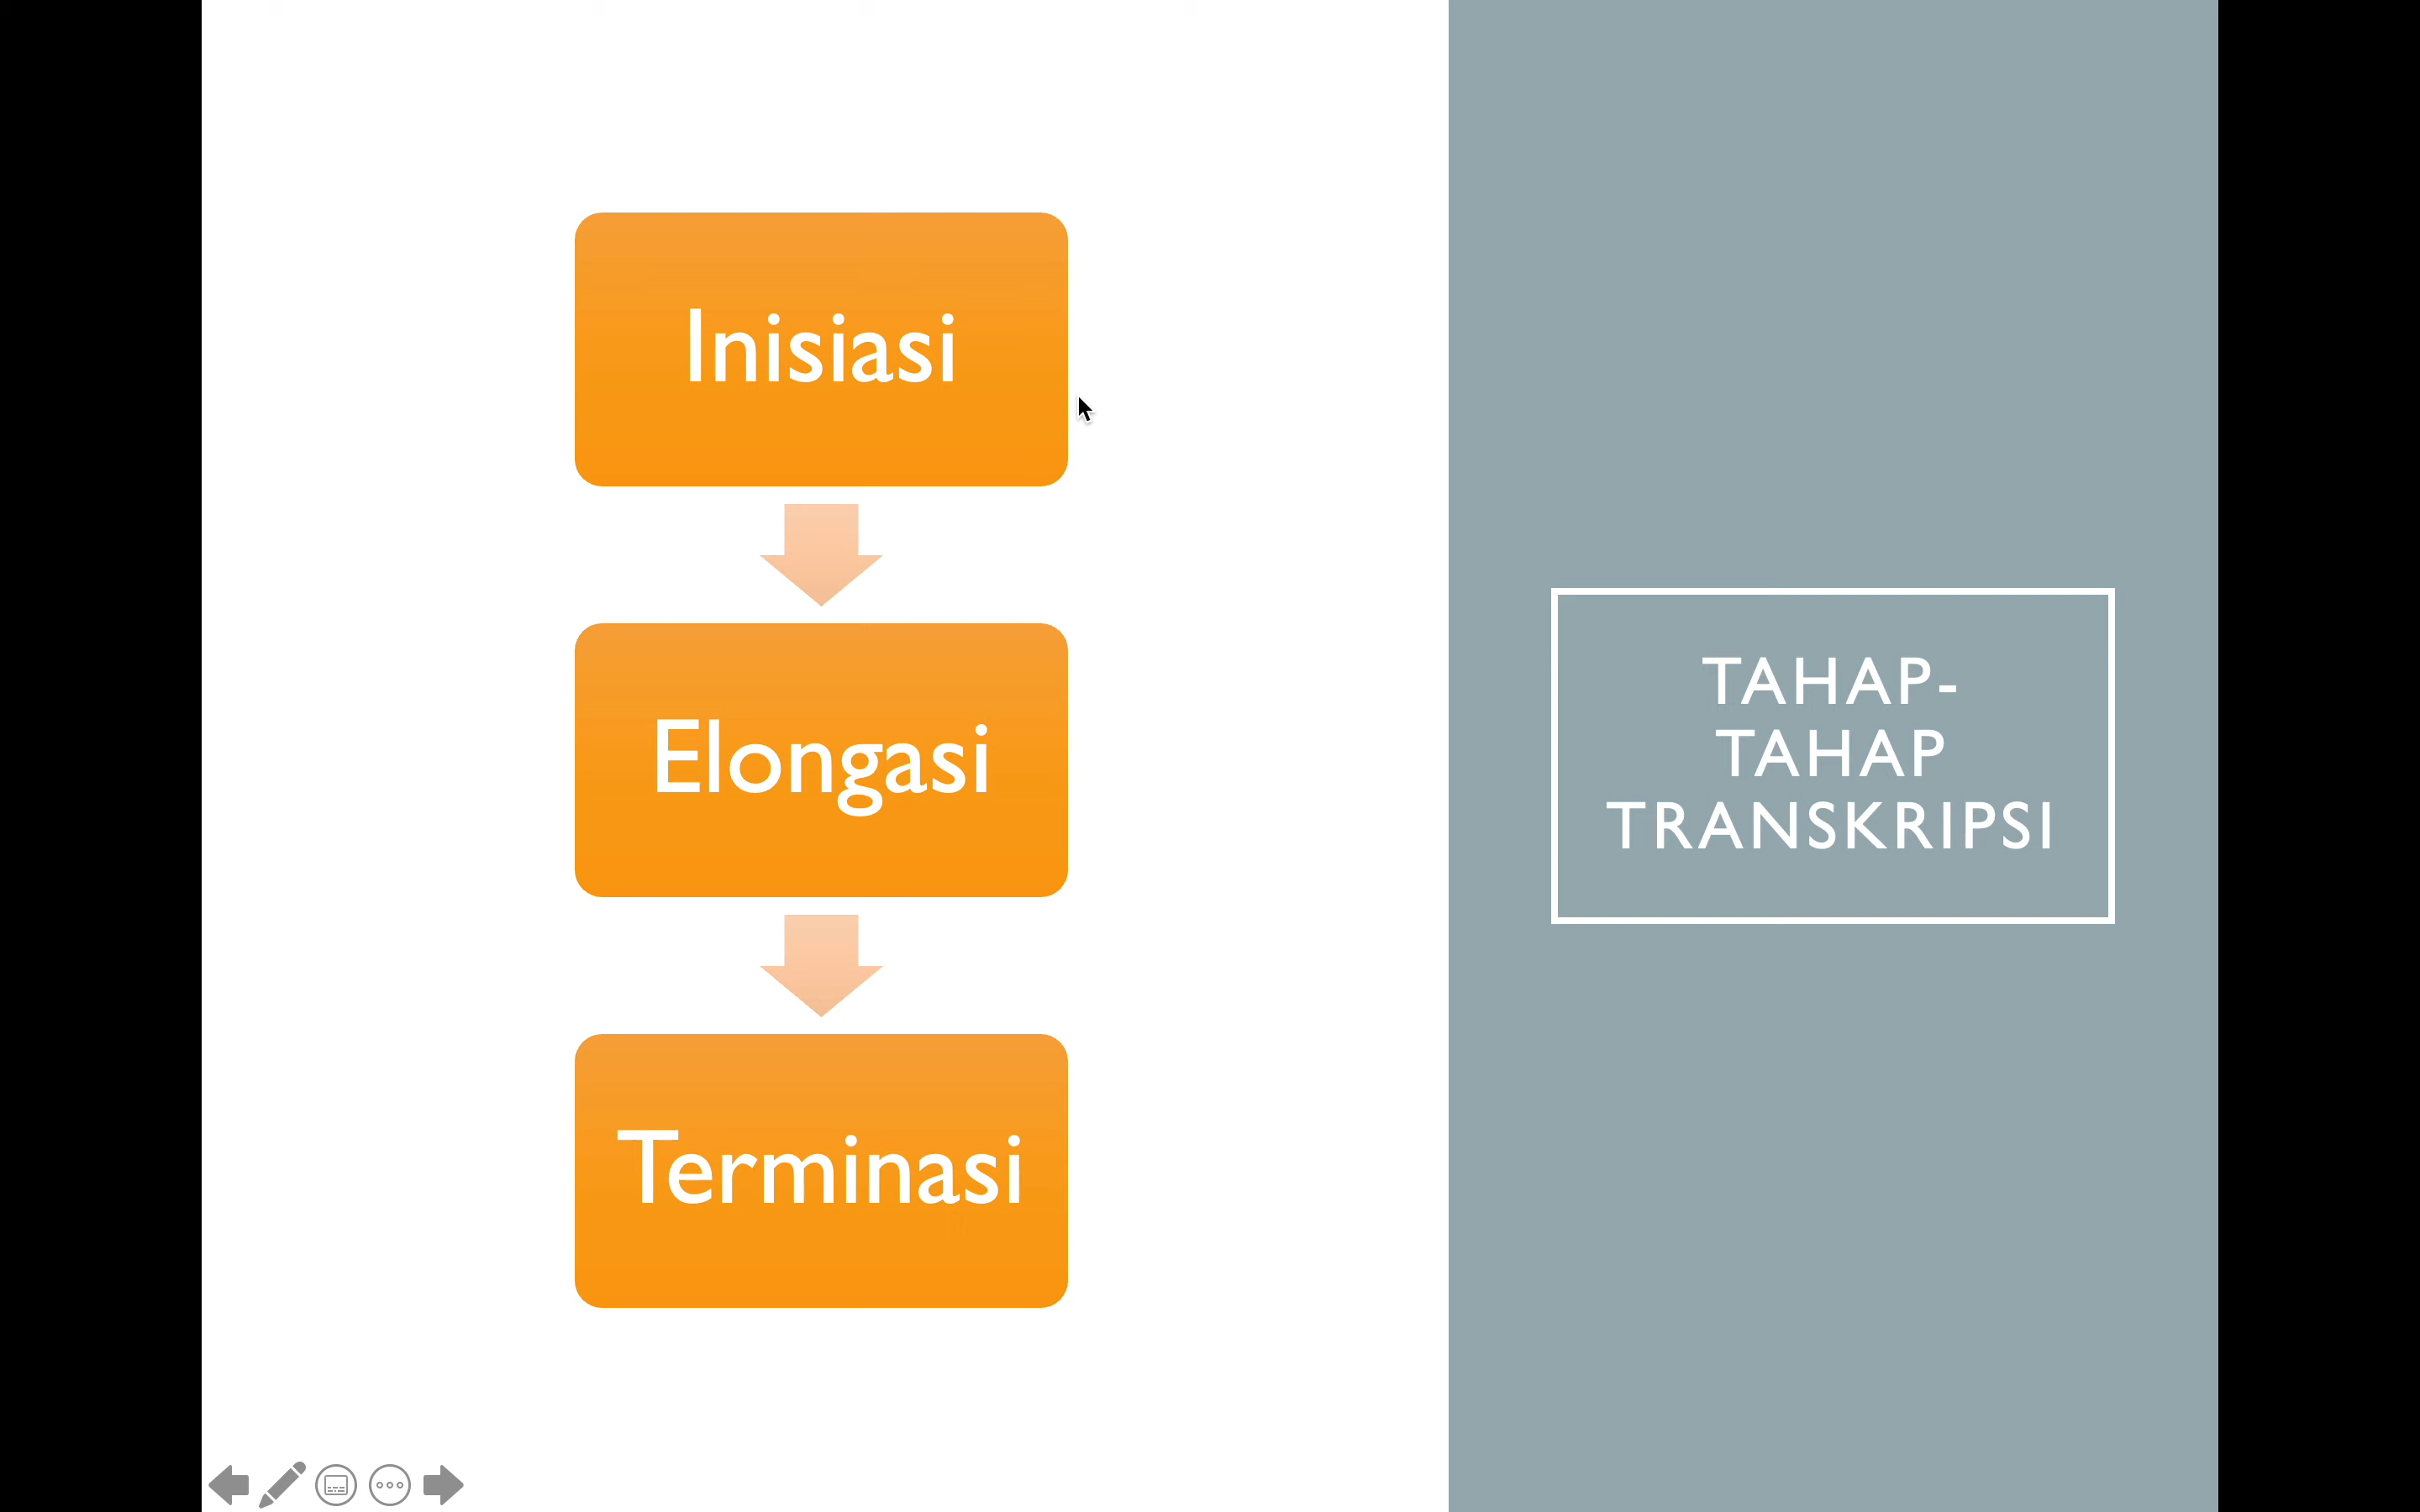 Inisiasi
Elongasi
Terminasi
TAHAP-
TAHAP
TRANSKRIPSI